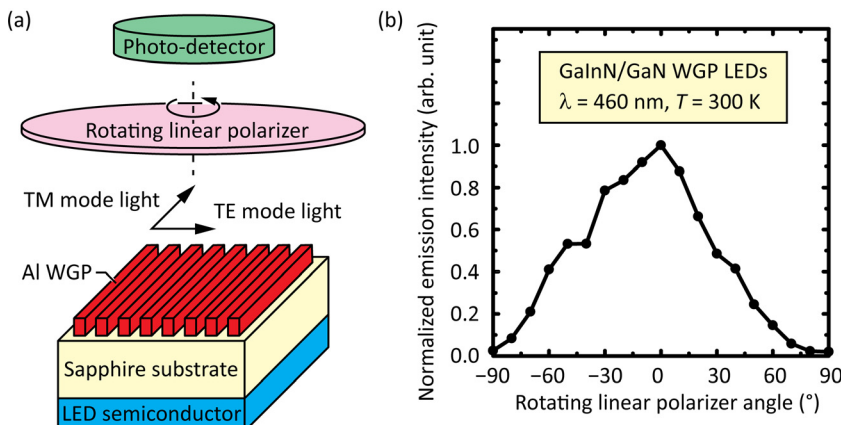 (a)
Photo-detector
Rotating linear polarizer
TM mode light
TE mode light
Al WGP
Sapphire substrate
LED semiconductor
(b)
Normalized emission intensity (arb. unit)
GaInN/GaN WGP LEDs
λ = 460 nm, T = 300 K
1.0
0.8
0.6
0.4
0.2
0.0
−90 −60 −30 0 30 60 90
Rotating linear polarizer angle (°)